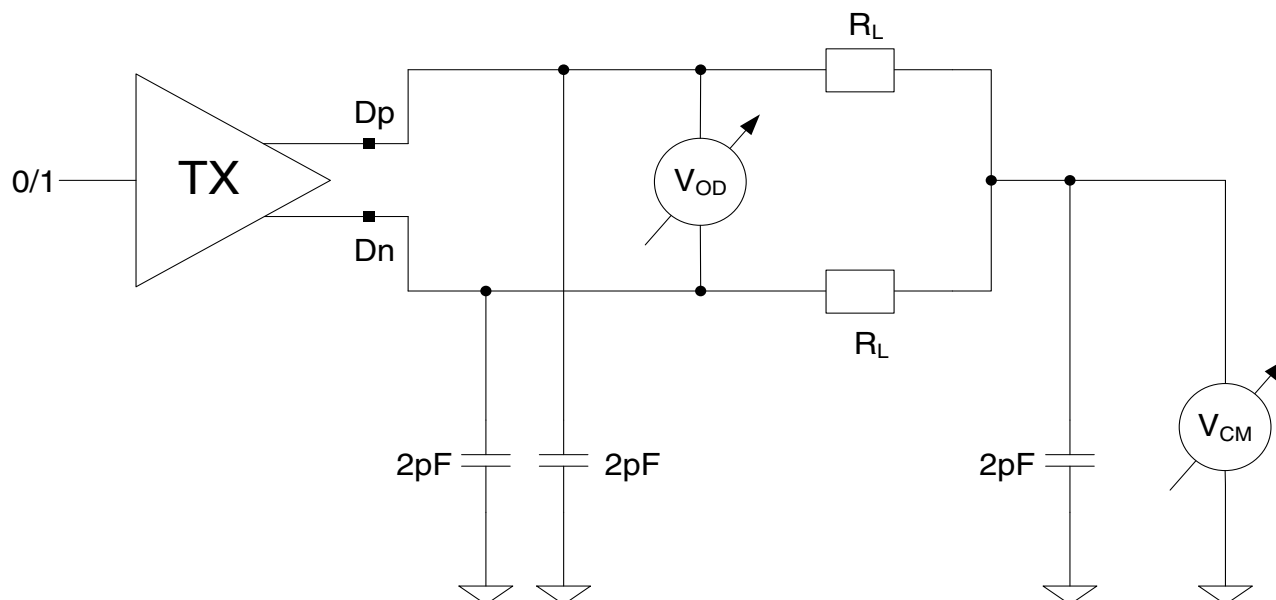 R_L
Dp
0/1
TX
V_OD
Dn
R_L
V_CM
2pF
2pF
2pF